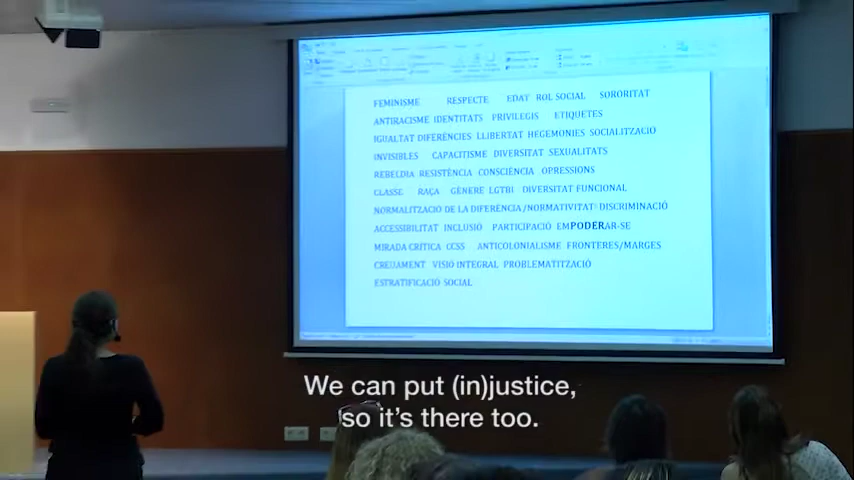 FEMINISME RESPECTE EDAT ROL SOCIAL SORORITAT
ANTIRACISME IDENTITATS PRIVILEGIS ETIQUETES
IGUALTAT DIFERÈNCIES LLIBERTAT HEGEMONIES SOCIALITZACIÓ
INVISIBLES CAPACITISME DIVERSITAT SEXUALITATS
REBELDIA RESISTÈNCIA CONSCIÈNCIA OPRESSIONS
CLASSE RAÇA GÈNERE LGTBI DIVERSITAT FUNCIONAL
NORMALITZACIÓ DE LA DIFERÈNCIA/NORMATIVITAT DISCRIMINACIÓ
ACCESSIBILITAT INCLUSIÓ PARTICIPACIÓ EMPODERAR-SE
MIRADA CRÍTICA CCSS ANTICOLONIALISME FRONTERES/MARGES
CREUAMENT VISIÓ INTEGRAL PROBLEMATITZACIÓ
ESTRATIFICACIÓ SOCIAL
We can put (in)justice,
so it's there too.